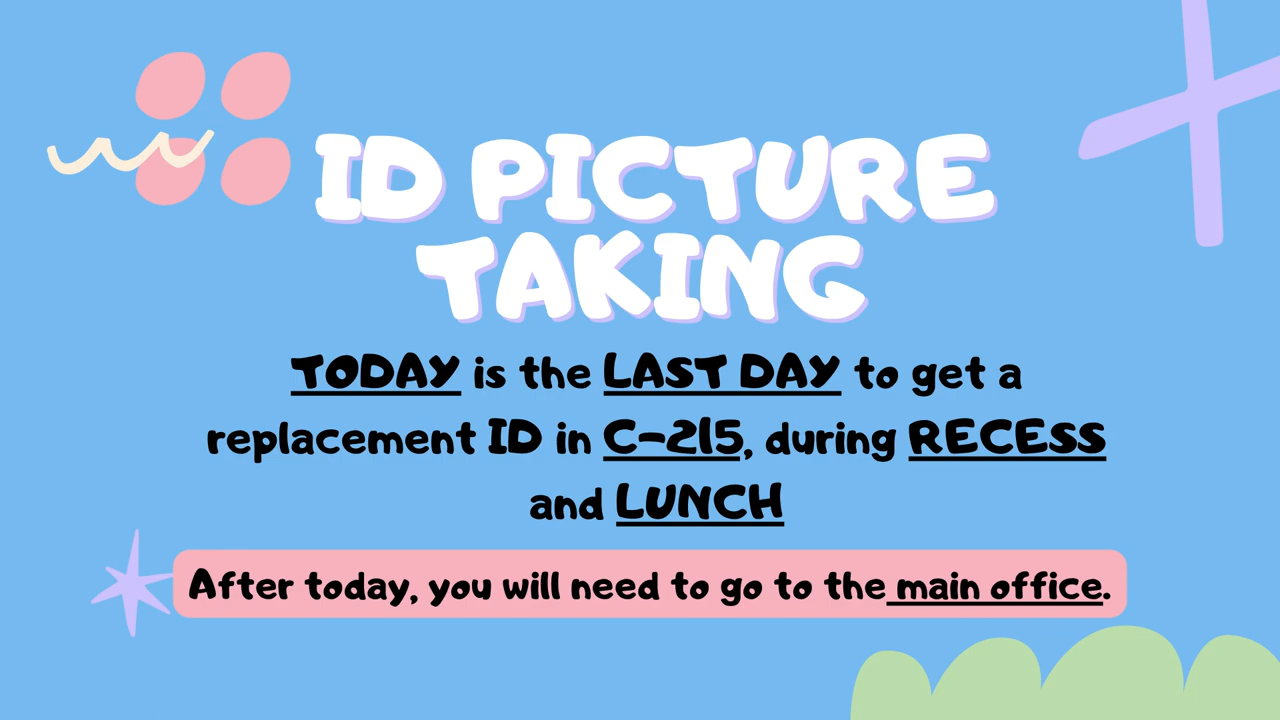 ID PICTURE
TAKING
TODAY is the LAST DAY to get a
replacement ID in C-215, during RECESS
and LUNCH
After today, you will need to go to the main office.